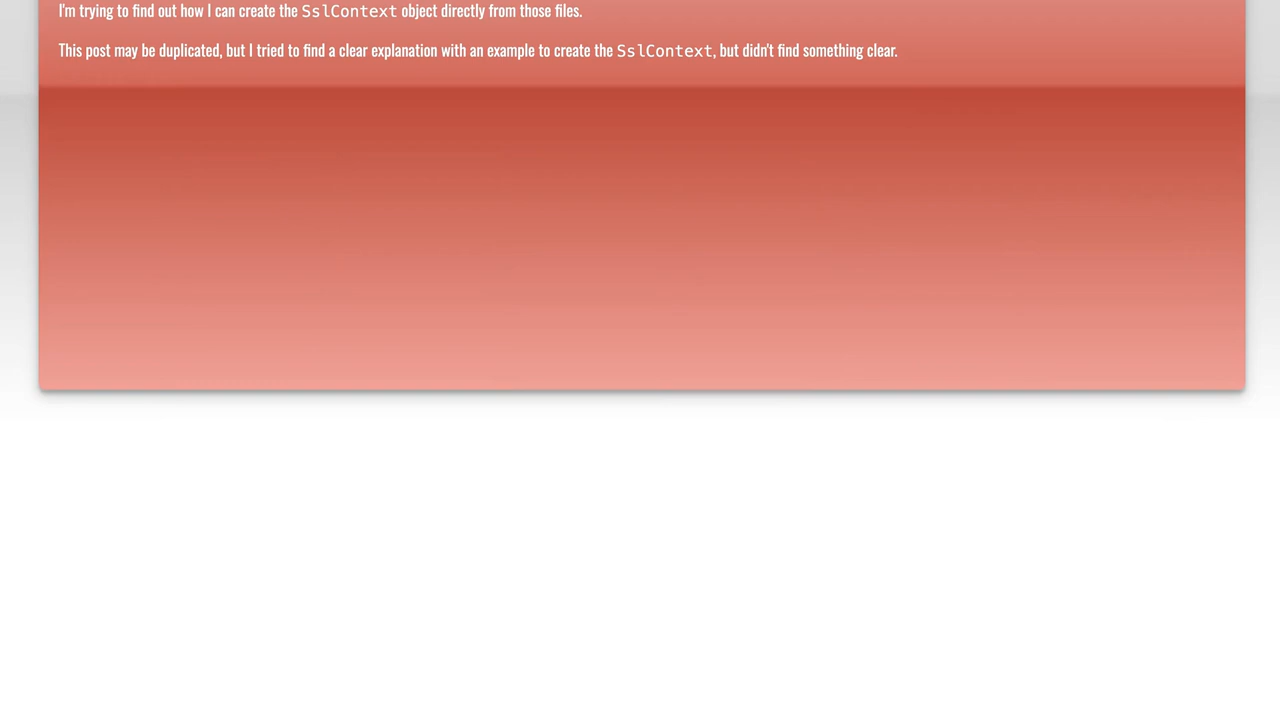 I'm trying to find out how I can create the SslContext object directly from those files.
This post may be duplicated, but I tried to find a clear explanation with an example to create the SslContext, but didn't find something clear.